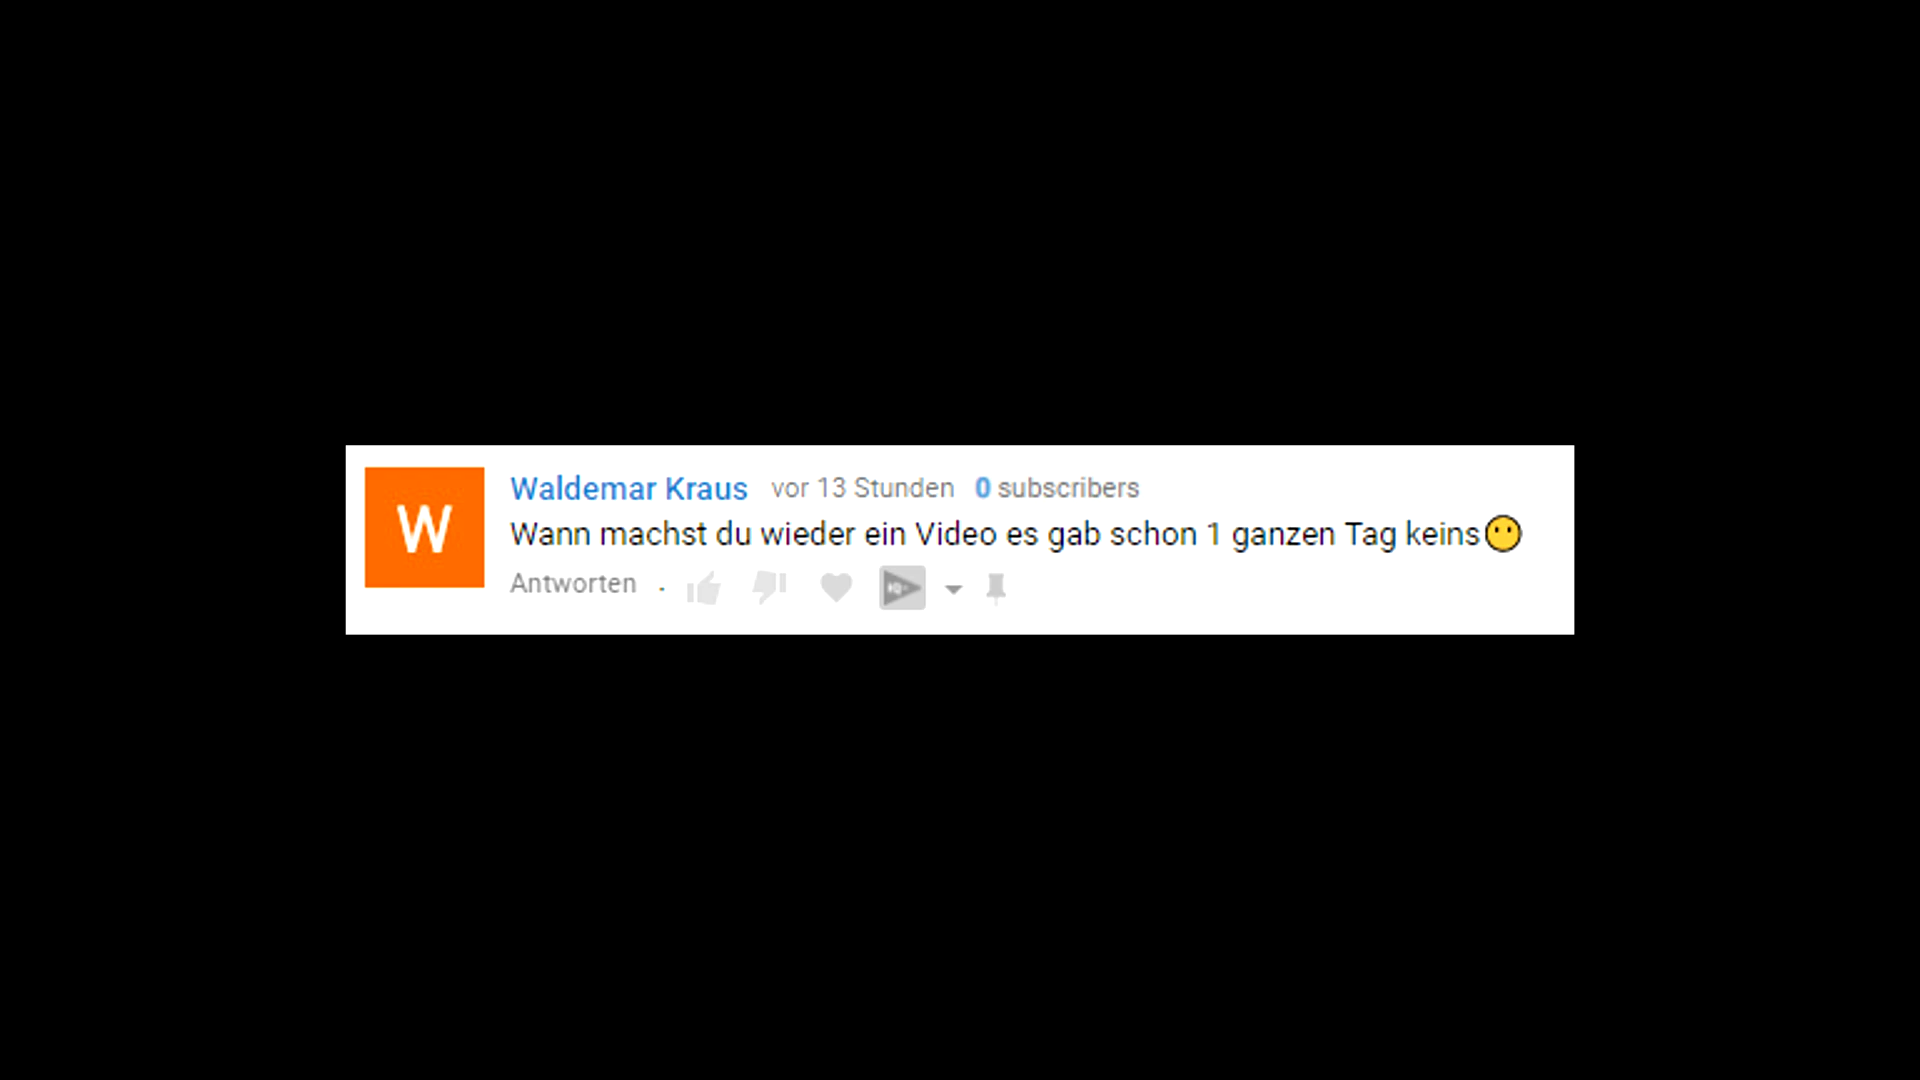 W
Waldemar Kraus vor 13 Stunden 0 subscribers
Wann machst du wieder ein Video es gab schon 1 ganzen Tag keins😶
Antworten